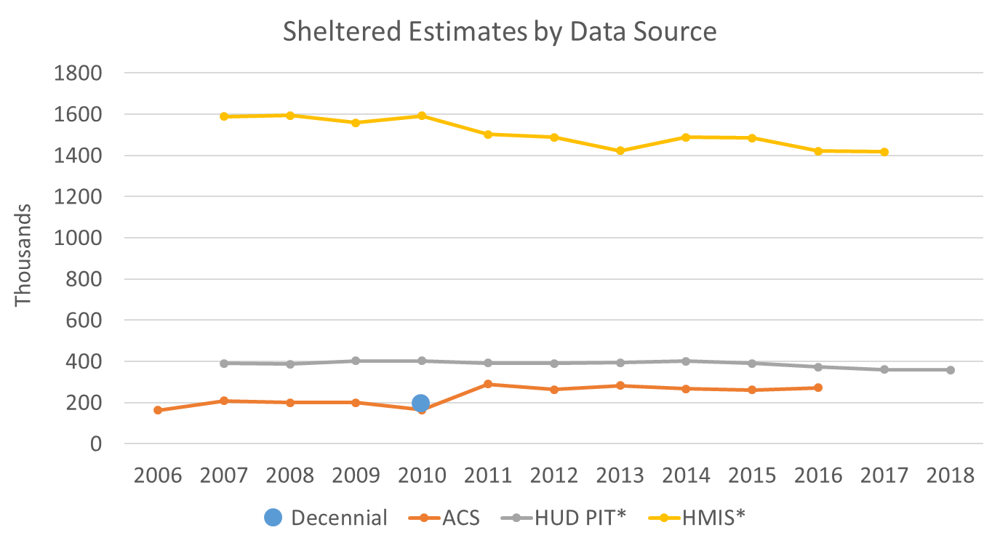 Sheltered Estimates by Data Source
1800
1600
1400
1200
1000
800
600
400
200
0
Thousands
2006 2007 2008 2009 2010 2011 2012 2013 2014 2015 2016 2017 2018
Decennial ACS HUD PIT* HMIS*